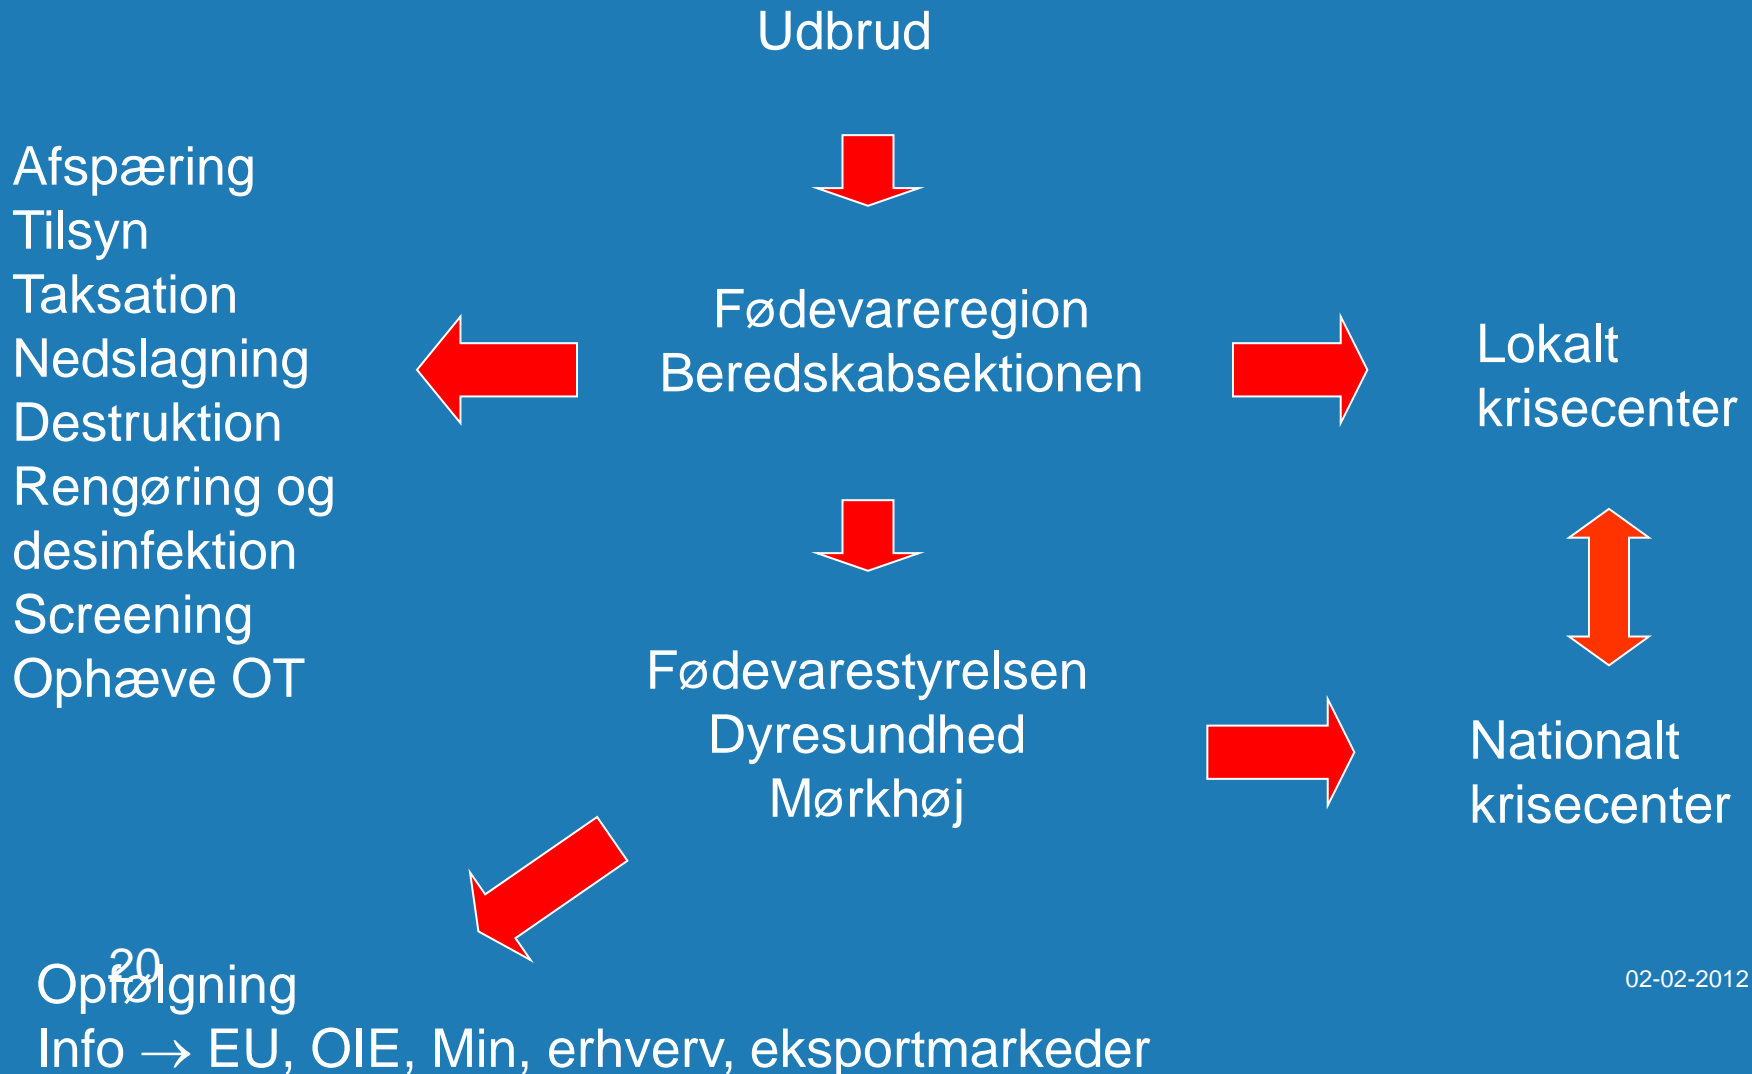 Udbrud
Afspæring
Tilsyn
Taksation
Nedslagning
Destruktion
Rengøring og
desinfektion
Screening
Ophæve OT
Fødevareregion
Beredskabsektionen
Lokalt
krisecenter
Fødevarestyrelsen
Dyresundhed
Mørkhøj
Nationalt
krisecenter
20
Opfølgning
Info → EU, OIE, Min, erhverv, eksportmarkeder
02-02-2012